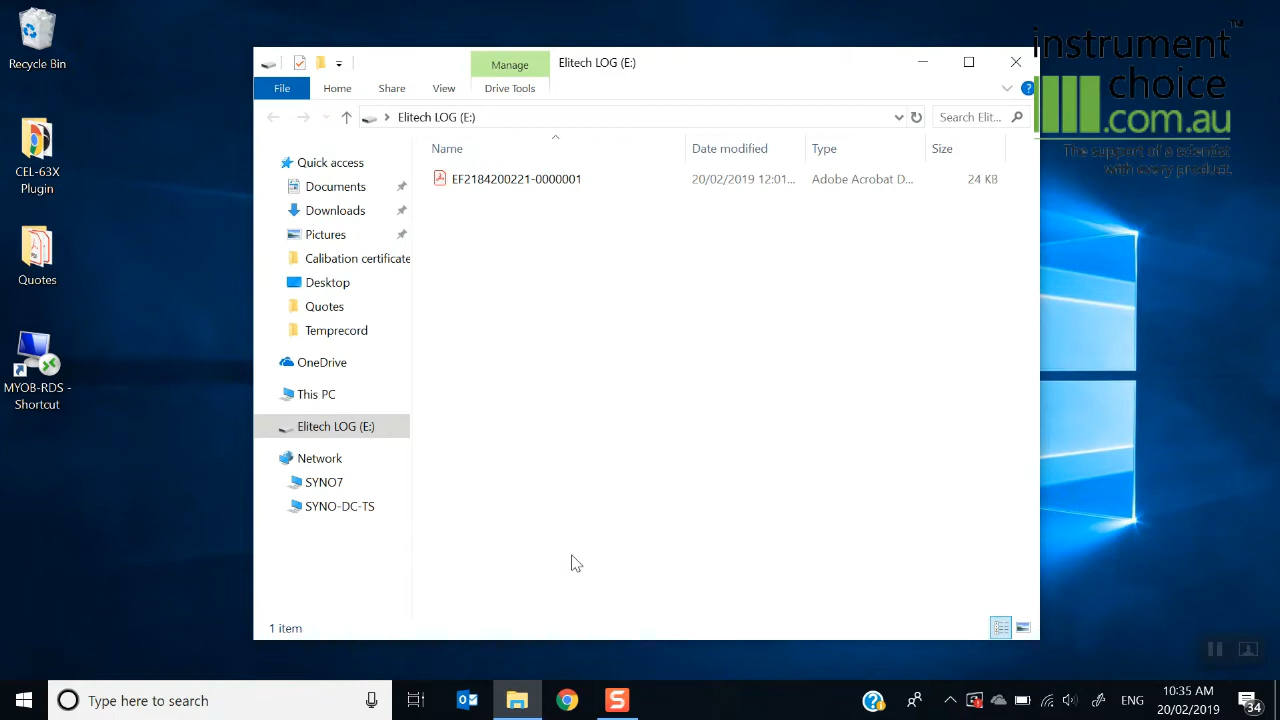 Recycle Bin
CEL-63X
Plugin
Quotes
MYOB-RDS -
Shortcut
Manage
Elitech LOG (E:)
File
Home
Share
View
Drive Tools
?
Elitech LOG (E:)
Search Elit...
Name
Date modified
Type
Size
EF2184200221-0000001
20/02/2019 12:01...
Adobe Acrobat D...
24 KB
Quick access
Documents
Downloads
Pictures
Calibation certificate
Desktop
Quotes
Temprecord
OneDrive
This PC
Elitech LOG (E:)
Network
SYNO7
SYNO-DC-TS
1 item
instrument
choice
.com.au
TM
The support of a scientist
with every product.
Type here to search
ENG
10:35 AM
20/02/2019
34